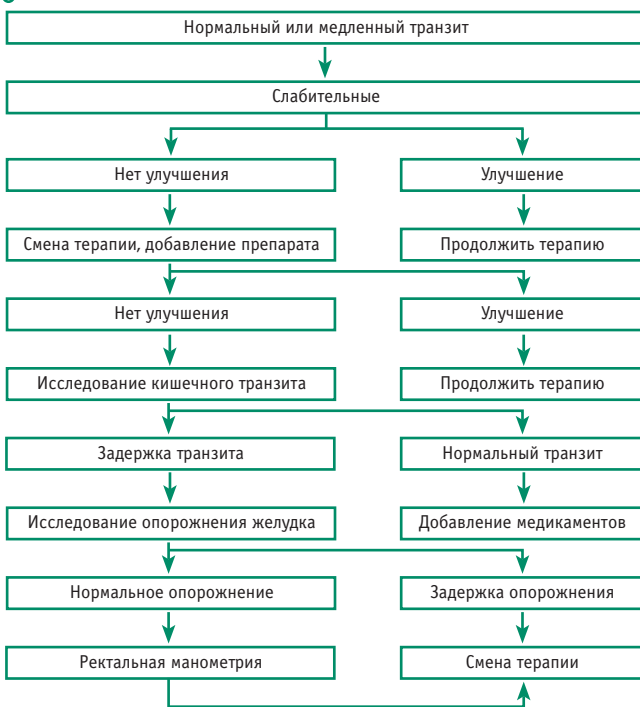 Нормальный или медленный транзит
Слабительные
Нет улучшения
Улучшение
Смена терапии, добавление препарата
Продолжить терапию
Нет улучшения
Улучшение
Исследование кишечного транзита
Продолжить терапию
Задержка транзита
Нормальный транзит
Исследование опорожнения желудка
Добавление медикаментов
Нормальное опорожнение
Задержка опорожнения
Ректальная манометрия
Смена терапии